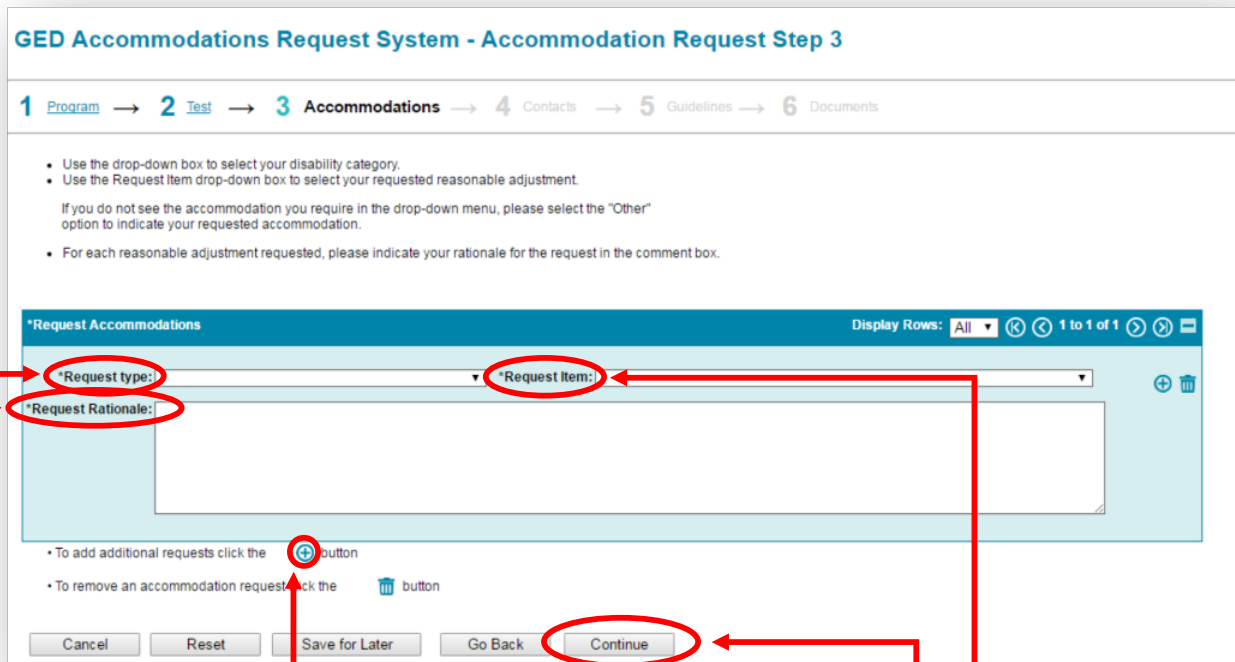 GED Accommodations Request System - Accommodation Request Step 3
1 Program → 2 Test → 3 Accommodations → 4 Contacts → 5 Guidelines → 6 Documents
• Use the drop-down box to select your disability category.
• Use the Request Item drop-down box to select your requested reasonable adjustment.
If you do not see the accommodation you require in the drop-down menu, please select the "Other"
option to indicate your requested accommodation.
• For each reasonable adjustment requested, please indicate your rationale for the request in the comment box.
*Request Accommodations Display Rows: All 1 to 1 of 1
*Request type: *Request Item:
*Request Rationale:
• To add additional requests click the button
• To remove an accommodation request click the button
Cancel Reset Save for Later Go Back Continue